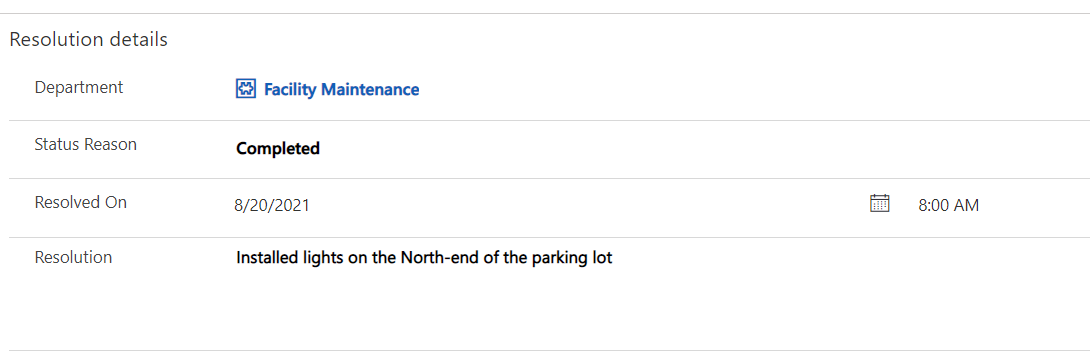 Resolution details
Department Facility Maintenance
Status Reason Completed
Resolved On 8/20/2021 8:00 AM
Resolution Installed lights on the North-end of the parking lot